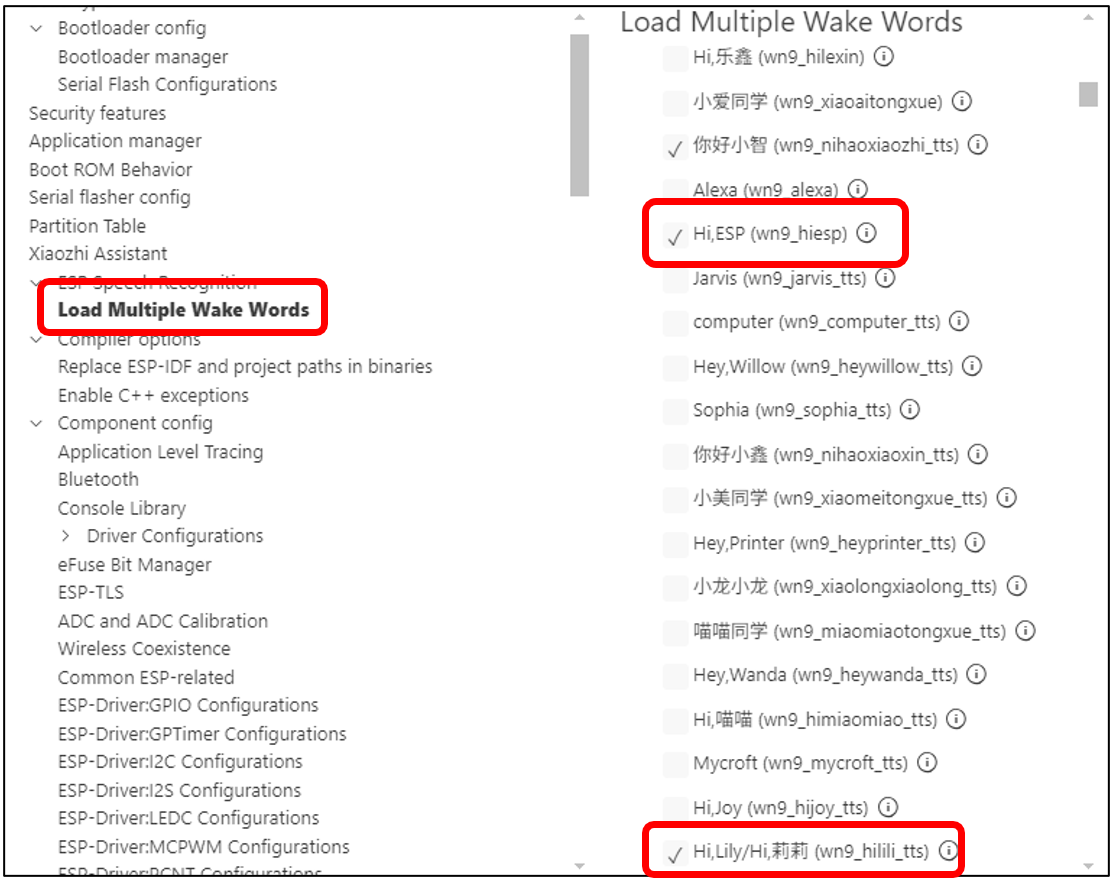 Bootloader config
Bootloader manager
Serial Flash Configurations
Security features
Application manager
Boot ROM Behavior
Serial flasher config
Partition Table
Xiaozhi Assistant
ESP Speech Recognition
Load Multiple Wake Words
Compiler options
Replace ESP-IDF and project paths in binaries
Enable C++ exceptions
Component config
Application Level Tracing
Bluetooth
Console Library
Driver Configurations
eFuse Bit Manager
ESP-TLS
ADC and ADC Calibration
Wireless Coexistence
Common ESP-related
ESP-Driver:GPIO Configurations
ESP-Driver:GPTimer Configurations
ESP-Driver:I2C Configurations
ESP-Driver:I2S Configurations
ESP-Driver:LEDC Configurations
ESP-Driver:MCPWM Configurations
ESP-Driver:PCNT Configurations
Load Multiple Wake Words
Hi,乐鑫 (wn9_hilexin)
小爱同学 (wn9_xiaoaitongxue)
你好小智 (wn9_nihaoxiaozhi_tts)
Alexa (wn9_alexa)
Hi,ESP (wn9_hiesp)
Jarvis (wn9_jarvis_tts)
computer (wn9_computer_tts)
Hey,Willow (wn9_heywillow_tts)
Sophia (wn9_sophia_tts)
你好小鑫 (wn9_nihaoxiaoxin_tts)
小美同学 (wn9_xiaomeitongxue_tts)
Hey,Printer (wn9_heyprinter_tts)
小龙小龙 (wn9_xiaolongxiaolong_tts)
喵喵同学 (wn9_miaomiaotongxue_tts)
Hey,Wanda (wn9_heywanda_tts)
Hi,喵喵 (wn9_himiaomiao_tts)
Mycroft (wn9_mycroft_tts)
Hi,Joy (wn9_hijoy_tts)
Hi,Lily/Hi,莉莉 (wn9_hilili_tts)